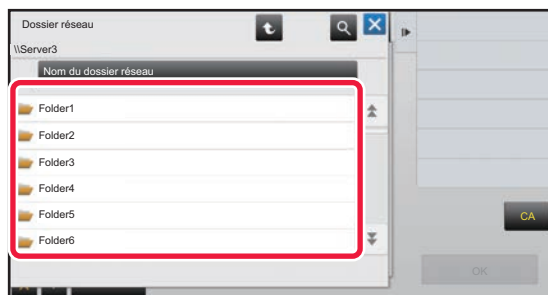 Dossier réseau
\\Server3
Nom du dossier réseau
Folder1
Folder2
Folder3
Folder4
Folder5
Folder6
CA
OK